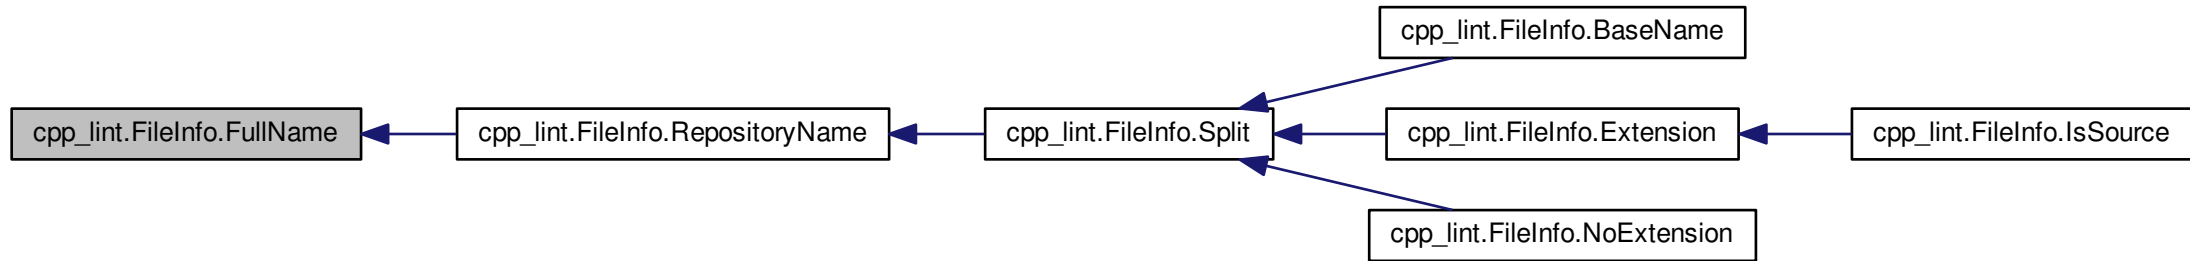 cpp_lint.FileInfo.BaseName
cpp_lint.FileInfo.FullName
cpp_lint.FileInfo.RepositoryName
cpp_lint.FileInfo.Split
cpp_lint.FileInfo.Extension
cpp_lint.FileInfo.IsSource
cpp_lint.FileInfo.NoExtension